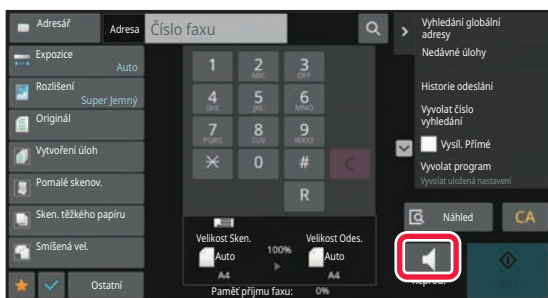 Adresář
Adresa
Číslo faxu
Vyhledání globální
adresy
Expozice
Auto
Nedávné úlohy
Rozlišení
Super Jemný
Historie odeslání
Originál
Vyvolat číslo
vyhledání
Vytvoření úloh
Vysíl. Přímé
Pomalé skenov.
Vyvolat program
Vyvolat uložená nastavení
Sken. těžkého papíru
Smíšená vel.
Ostatní
1
2
ABC
3
DEF
4
GHI
5
JKL
6
MNO
7
PQRS
8
TUV
9
WXYZ
0
#
C
R
Velikost Sken.
Velikost Odes.
100%
Auto
Auto
A4
A4
Paměť příjmu faxu: 0%
Náhled
CA
Reprod.
Start